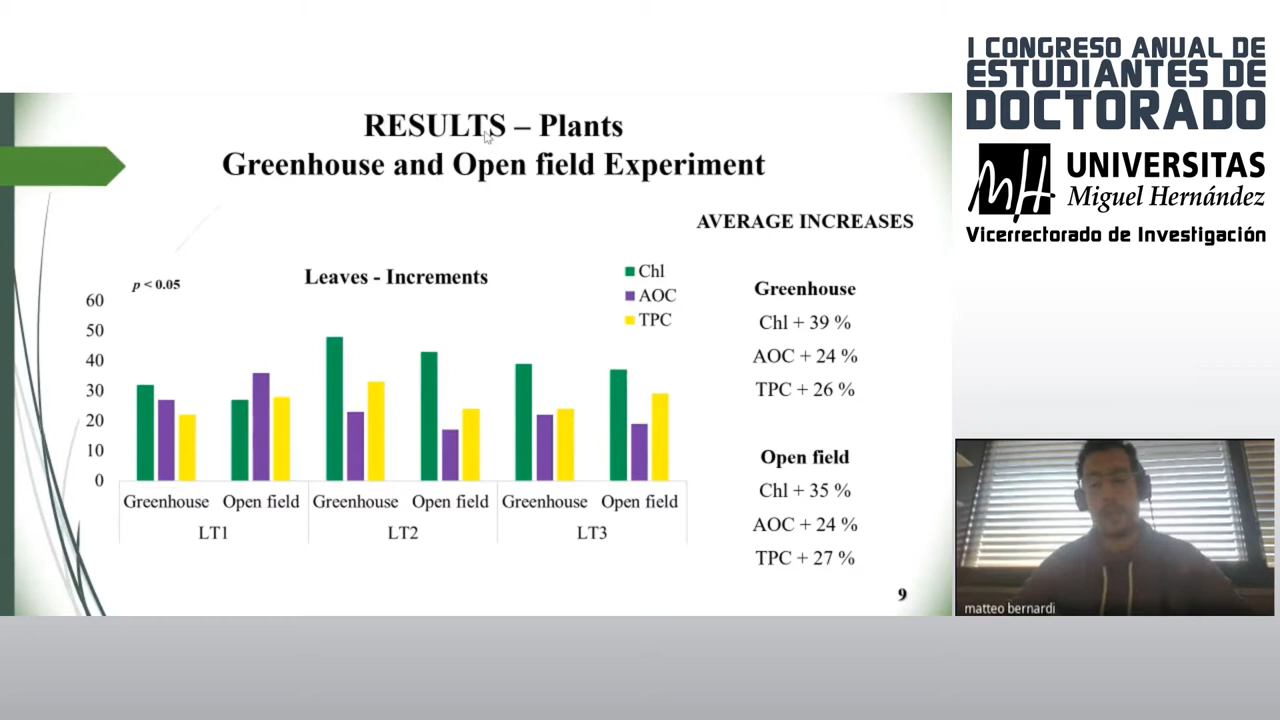 I CONGRESO ANUAL DE
ESTUDIANTES DE
DOCTORADO
MH
UNIVERSITAS
Miguel Hernández
Vicerrectorado de Investigación
RESULTS – Plants
Greenhouse and Open field Experiment
AVERAGE INCREASES
p < 0.05
Leaves - Increments
Chl
AOC
TPC
60
50
40
30
20
10
0
Greenhouse Open field Greenhouse Open field Greenhouse Open field
LT1 LT2 LT3
Greenhouse
Chl + 39 %
AOC + 24 %
TPC + 26 %
Open field
Chl + 35 %
AOC + 24 %
TPC + 27 %
9
matteo bernardi